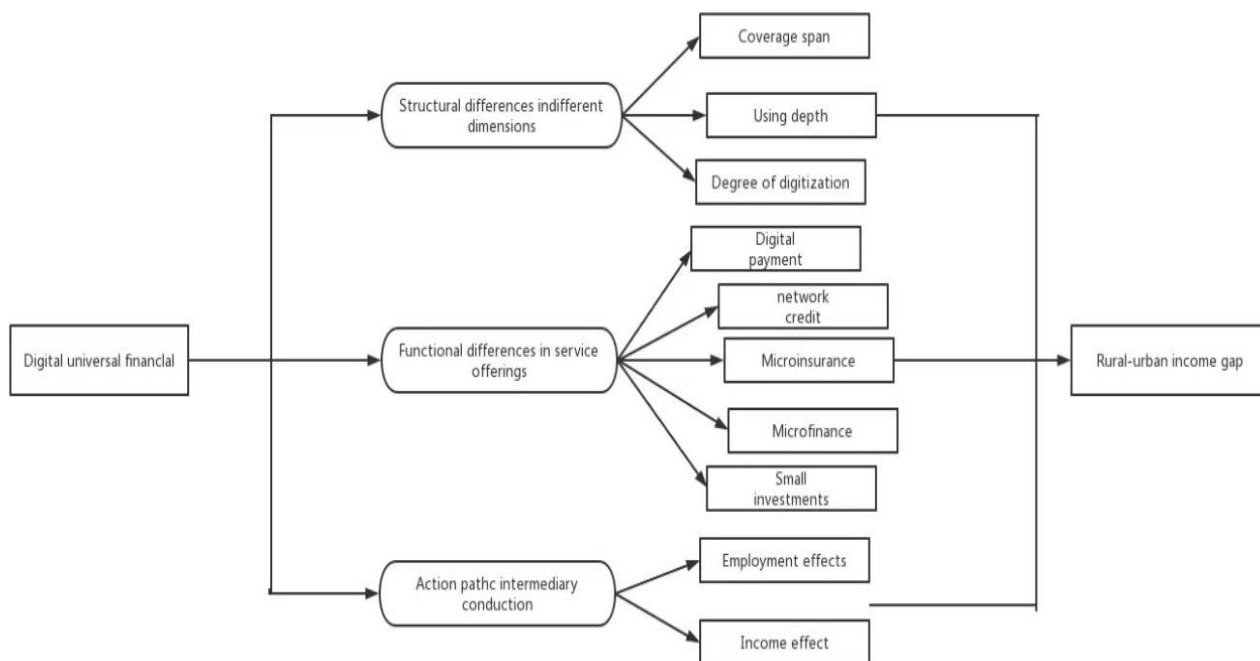 Coverage span
Structural differences indifferent
dimensions
Using depth
Degree of digitization
Digital
payment
network
credit
Digital universal financlal
Functional differences in service
offerings
Microinsurance
Rural-urban income gap
Microfinance
Small
investments
Employment effects
Action pathc intermediary
conduction
Income effect